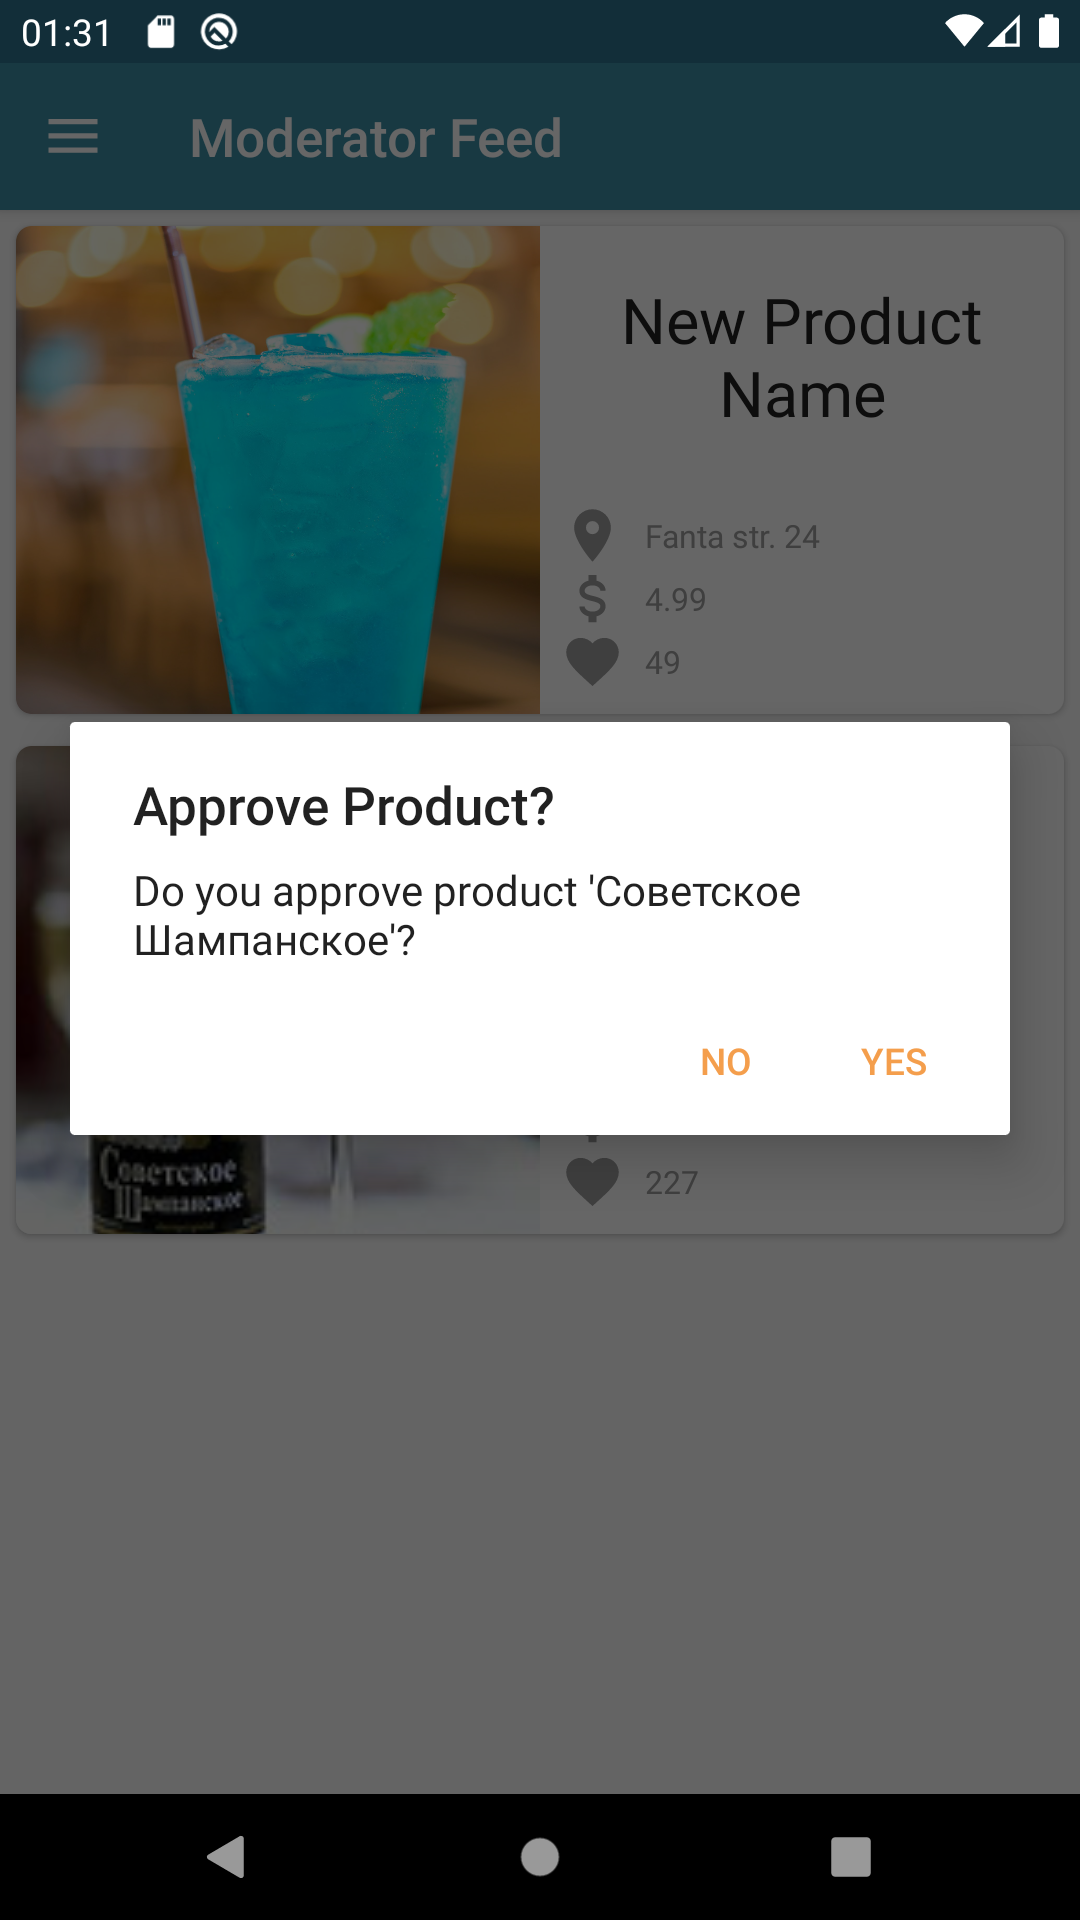 01:31
Moderator Feed
New Product
Name
Fanta str. 24
4.99
49
Approve Product?
Do you approve product 'Советское
Шампанское'?
NO
YES
Советское
Шампанское
227